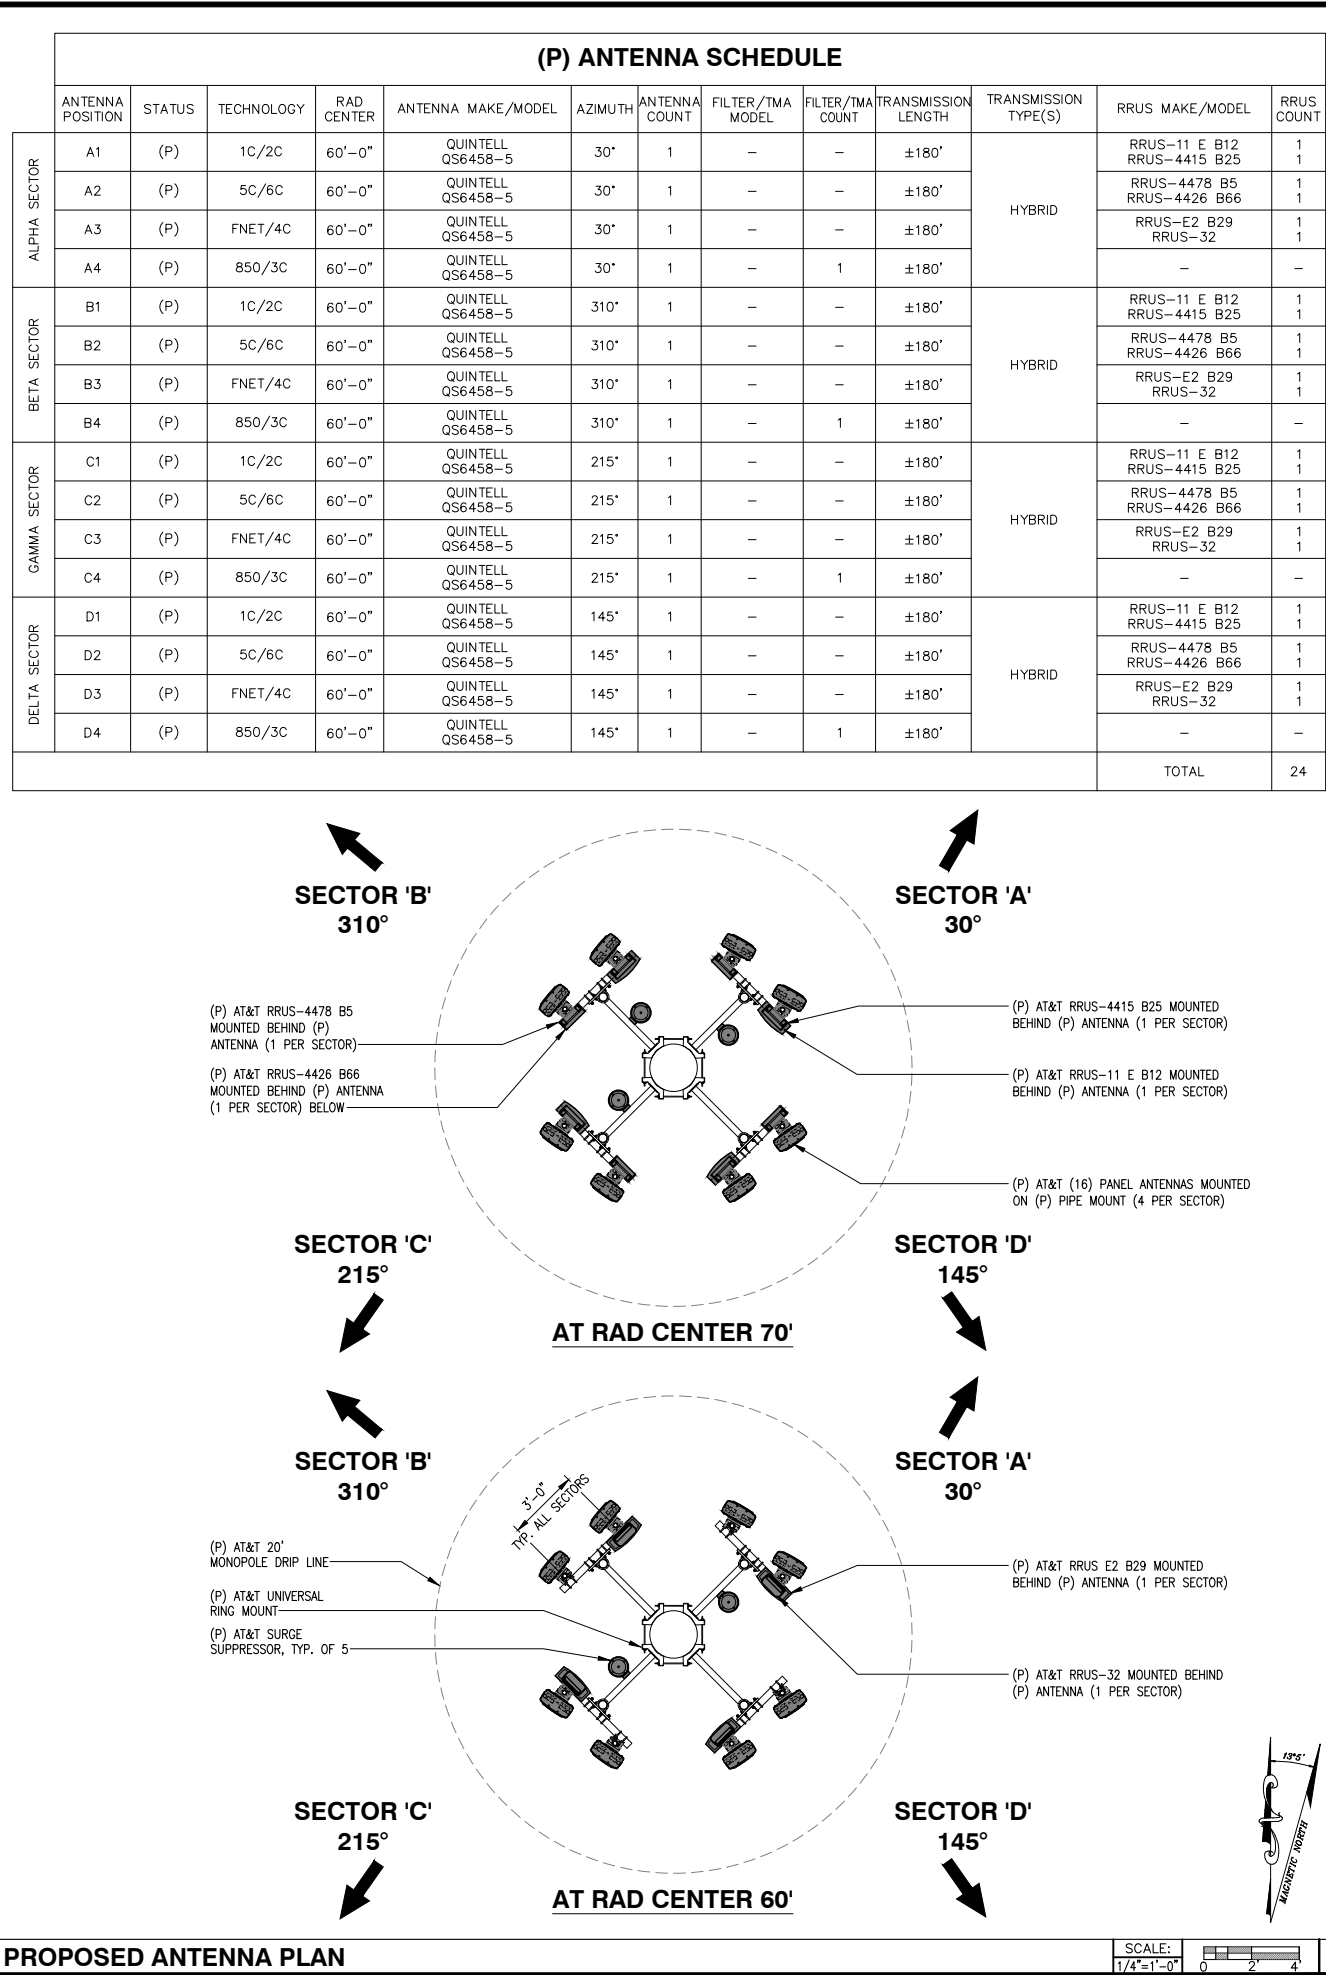 (P) ANTENNA SCHEDULE
ANTENNA POSITION STATUS TECHNOLOGY RAD CENTER ANTENNA MAKE/MODEL AZIMUTH ANTENNA COUNT FILTER/TMA MODEL FILTER/TMA COUNT TRANSMISSION LENGTH TRANSMISSION TYPE(S) RRUS MAKE/MODEL RRUS COUNT
ALPHA SECTOR
A1 (P) 1C/2C 60'-0" QUINTELL QS6458-5 30° 1 - - ±180' RRUS-11 E B12 1 RRUS-4415 B25 1
A2 (P) 5C/6C 60'-0" QUINTELL QS6458-5 30° 1 - - ±180' RRUS-4478 B5 1 RRUS-4426 B66 1
HYBRID
A3 (P) FNET/4C 60'-0" QUINTELL QS6458-5 30° 1 - - ±180' RRUS-E2 B29 1 RRUS-32 1
A4 (P) 850/3C 60'-0" QUINTELL QS6458-5 30° 1 - 1 ±180' - -
BETA SECTOR
B1 (P) 1C/2C 60'-0" QUINTELL QS6458-5 310° 1 - - ±180' RRUS-11 E B12 1 RRUS-4415 B25 1
B2 (P) 5C/6C 60'-0" QUINTELL QS6458-5 310° 1 - - ±180' RRUS-4478 B5 1 RRUS-4426 B66 1
HYBRID
B3 (P) FNET/4C 60'-0" QUINTELL QS6458-5 310° 1 - - ±180' RRUS-E2 B29 1 RRUS-32 1
B4 (P) 850/3C 60'-0" QUINTELL QS6458-5 310° 1 - 1 ±180' - -
GAMMA SECTOR
C1 (P) 1C/2C 60'-0" QUINTELL QS6458-5 215° 1 - - ±180' RRUS-11 E B12 1 RRUS-4415 B25 1
C2 (P) 5C/6C 60'-0" QUINTELL QS6458-5 215° 1 - - ±180' RRUS-4478 B5 1 RRUS-4426 B66 1
HYBRID
C3 (P) FNET/4C 60'-0" QUINTELL QS6458-5 215° 1 - - ±180' RRUS-E2 B29 1 RRUS-32 1
C4 (P) 850/3C 60'-0" QUINTELL QS6458-5 215° 1 - 1 ±180' - -
DELTA SECTOR
D1 (P) 1C/2C 60'-0" QUINTELL QS6458-5 145° 1 - - ±180' RRUS-11 E B12 1 RRUS-4415 B25 1
D2 (P) 5C/6C 60'-0" QUINTELL QS6458-5 145° 1 - - ±180' RRUS-4478 B5 1 RRUS-4426 B66 1
HYBRID
D3 (P) FNET/4C 60'-0" QUINTELL QS6458-5 145° 1 - - ±180' RRUS-E2 B29 1 RRUS-32 1
D4 (P) 850/3C 60'-0" QUINTELL QS6458-5 145° 1 - 1 ±180' - -
TOTAL 24
SECTOR 'B'
310°
SECTOR 'A'
30°
(P) AT&T RRUS-4478 B5
MOUNTED BEHIND (P)
ANTENNA (1 PER SECTOR)
(P) AT&T RRUS-4426 B66
MOUNTED BEHIND (P) ANTENNA
(1 PER SECTOR) BELOW
(P) AT&T RRUS-4415 B25 MOUNTED
BEHIND (P) ANTENNA (1 PER SECTOR)
(P) AT&T RRUS-11 E B12 MOUNTED
BEHIND (P) ANTENNA (1 PER SECTOR)
(P) AT&T (16) PANEL ANTENNAS MOUNTED
ON (P) PIPE MOUNT (4 PER SECTOR)
SECTOR 'C'
215°
SECTOR 'D'
145°
AT RAD CENTER 70'
SECTOR 'B'
310°
SECTOR 'A'
30°
3'-0"
TYP. ALL SECTORS
(P) AT&T 20'
MONOPOLE DRIP LINE
(P) AT&T UNIVERSAL
RING MOUNT
(P) AT&T SURGE
SUPPRESSOR, TYP. OF 5
(P) AT&T RRUS E2 B29 MOUNTED
BEHIND (P) ANTENNA (1 PER SECTOR)
(P) AT&T RRUS-32 MOUNTED BEHIND
(P) ANTENNA (1 PER SECTOR)
SECTOR 'C'
215°
SECTOR 'D'
145°
AT RAD CENTER 60'
13°5'
MAGNETIC NORTH
PROPOSED ANTENNA PLAN
SCALE:
1/4"=1'-0"
0 2' 4'